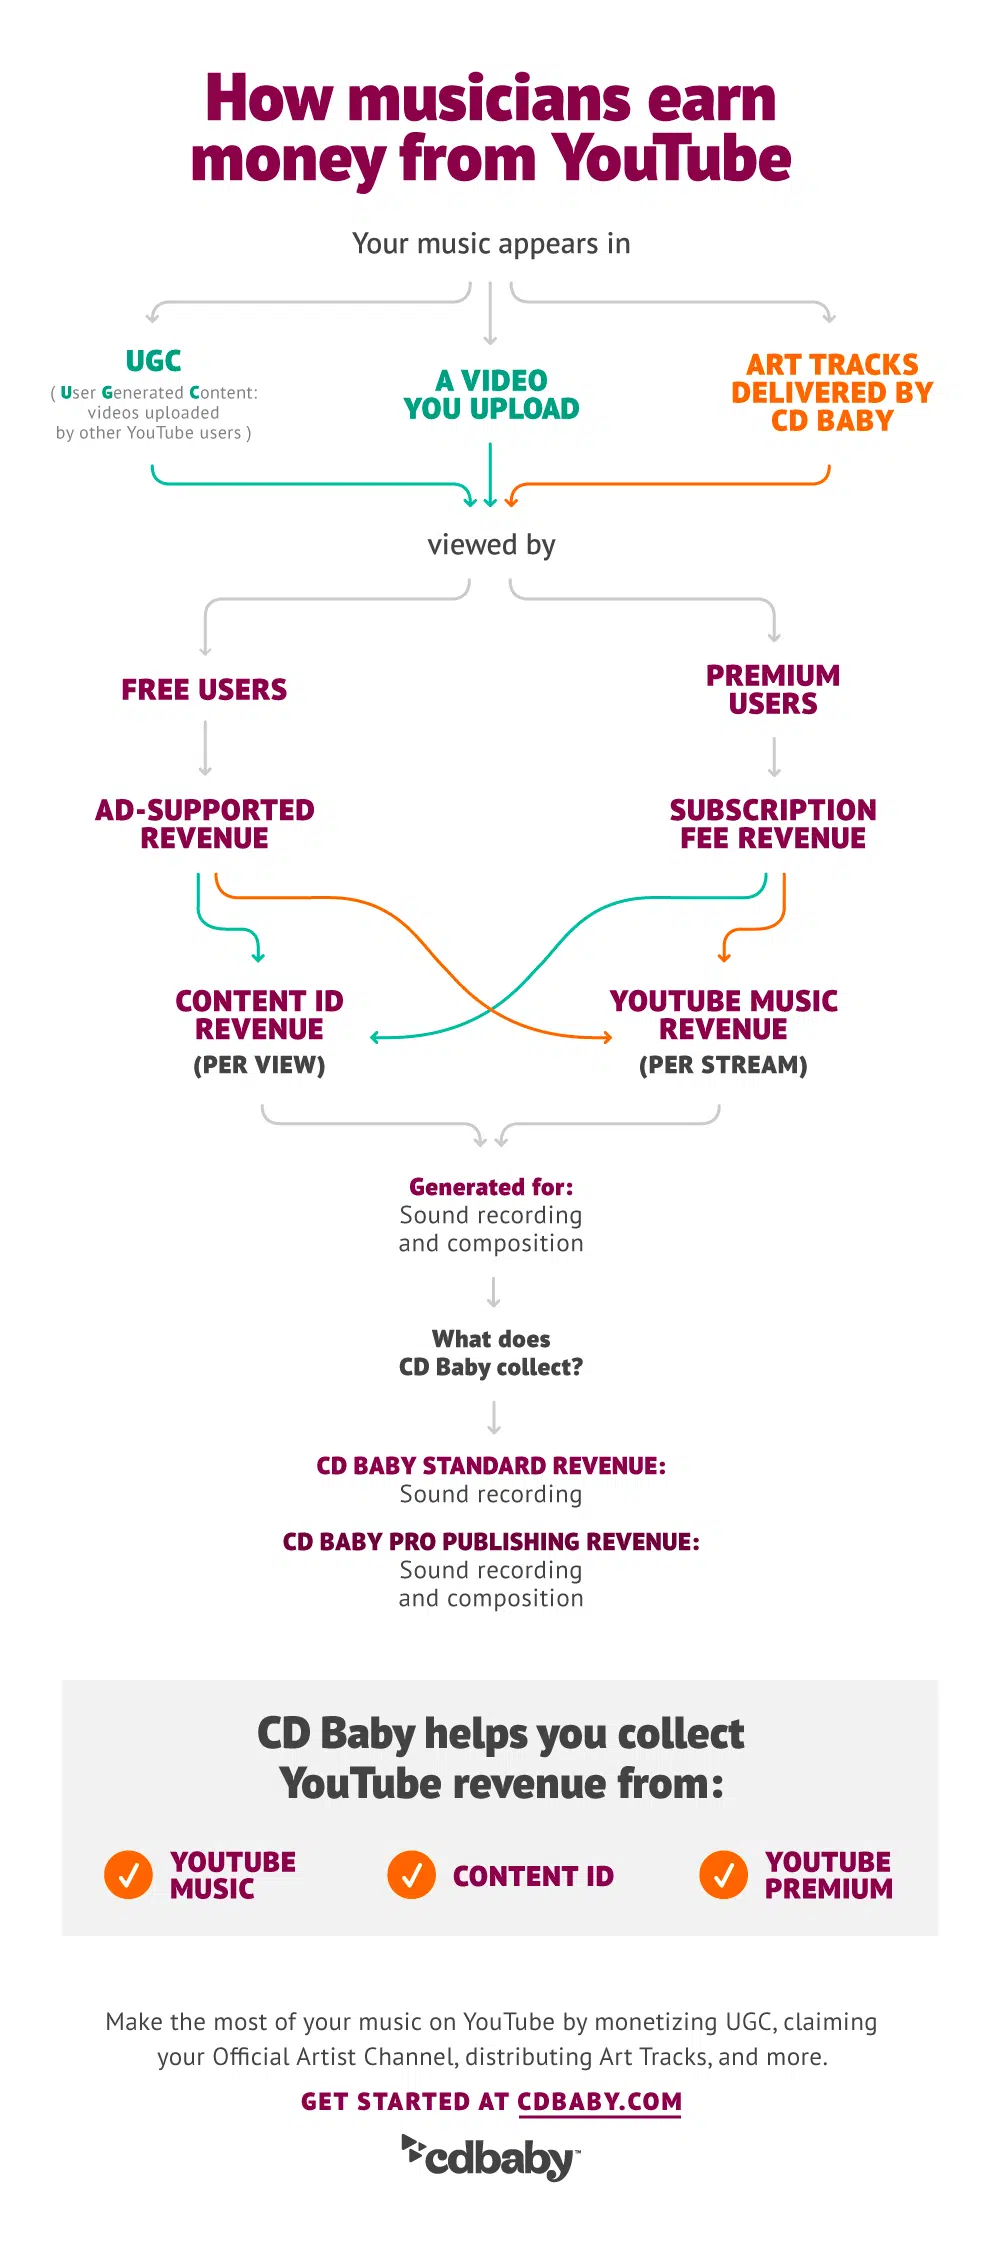 How musicians earn
money from YouTube
Your music appears in
UGC
( User Generated Content:
videos uploaded
by other YouTube users )
A VIDEO
YOU UPLOAD
ART TRACKS
DELIVERED BY
CD BABY
viewed by
FREE USERS
PREMIUM
USERS
AD-SUPPORTED
REVENUE
SUBSCRIPTION
FEE REVENUE
CONTENT ID
REVENUE
(PER VIEW)
YOUTUBE MUSIC
REVENUE
(PER STREAM)
Generated for:
Sound recording
and composition
What does
CD Baby collect?
CD BABY STANDARD REVENUE:
Sound recording
CD BABY PRO PUBLISHING REVENUE:
Sound recording
and composition
CD Baby helps you collect
YouTube revenue from:
YOUTUBE
MUSIC
CONTENT ID
YOUTUBE
PREMIUM
Make the most of your music on YouTube by monetizing UGC, claiming
your Official Artist Channel, distributing Art Tracks, and more.
GET STARTED AT CDBABY.COM
cdbaby™